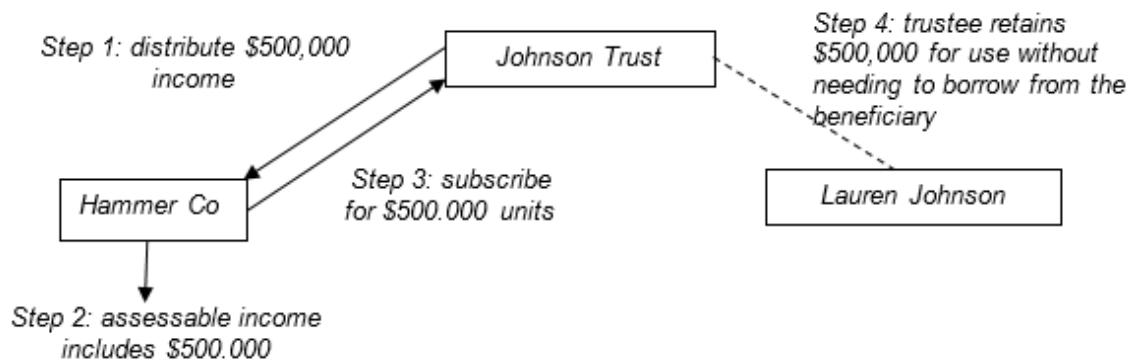 Step 1: distribute $500,000
income
Johnson Trust
Step 4: trustee retains
$500,000 for use without
needing to borrow from the
beneficiary
Hammer Co
Step 3: subscribe
for $500.000 units
Lauren Johnson
Step 2: assessable income
includes $500.000